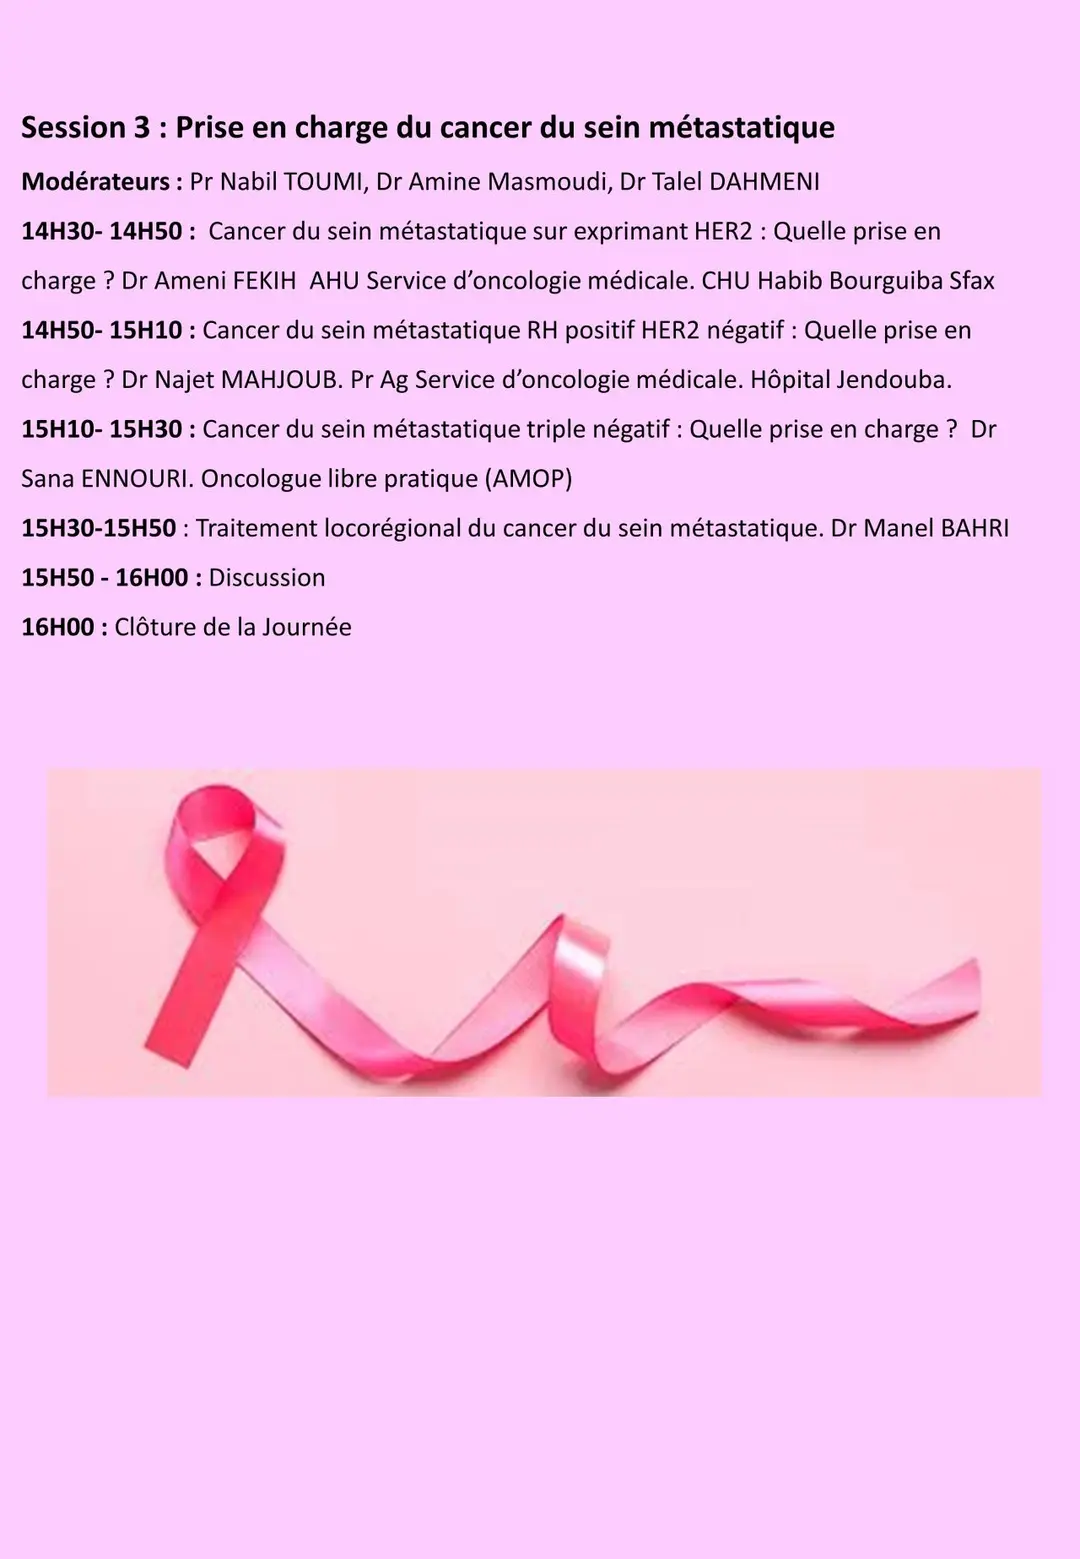 Session 3 : Prise en charge du cancer du sein métastatique
Modérateurs : Pr Nabil TOUMI, Dr Amine Masmoudi, Dr Talel DAHMENI
14H30- 14H50 :  Cancer du sein métastatique sur exprimant HER2 : Quelle prise en
charge ? Dr Ameni FEKIH  AHU Service d’oncologie médicale. CHU Habib Bourguiba Sfax
14H50- 15H10 : Cancer du sein métastatique RH positif HER2 négatif : Quelle prise en
charge ? Dr Najet MAHJOUB. Pr Ag Service d’oncologie médicale. Hôpital Jendouba.
15H10- 15H30 : Cancer du sein métastatique triple négatif : Quelle prise en charge ?  Dr
Sana ENNOURI. Oncologue libre pratique (AMOP)
15H30-15H50 : Traitement locorégional du cancer du sein métastatique. Dr Manel BAHRI
15H50 - 16H00 : Discussion
16H00 : Clôture de la Journée